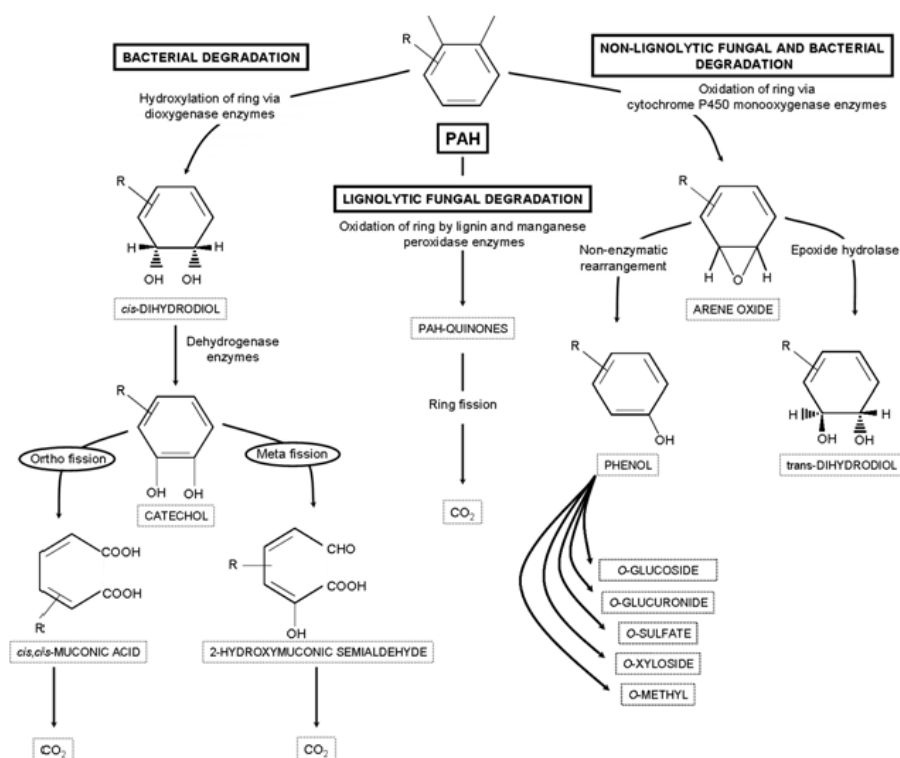 BACTERIAL DEGRADATION
Hydroxylation of ring via
dioxygenase enzymes
R
H
H
OH
OH
cis-DIHYDRODIOL
Dehydrogenase
enzymes
R
OH
OH
CATECHOL
Ortho fission
Meta fission
COOH
COOH
R:
cis,cis-MUCONIC ACID
CO2
CHO
COOH
R
OH
2-HYDROXYMUCONIC SEMIALDEHYDE
CO2
R
PAH
LIGNOLYTIC FUNGAL DEGRADATION
Oxidation of ring by lignin and manganese
peroxidase enzymes
PAH-QUINONES
Ring fission
CO2
NON-LIGNOLYTIC FUNGAL AND BACTERIAL
DEGRADATION
Oxidation of ring via
cytochrome P450 monooxygenase enzymes
R
H
O
H
ARENE OXIDE
Non-enzymatic
rearrangement
Epoxide hydrolase
R
OH
PHENOL
R
H
H
OH
OH
trans-DIHYDRODIOL
O-GLUCOSIDE
O-GLUCURONIDE
O-SULFATE
O-XYLOSIDE
O-METHYL